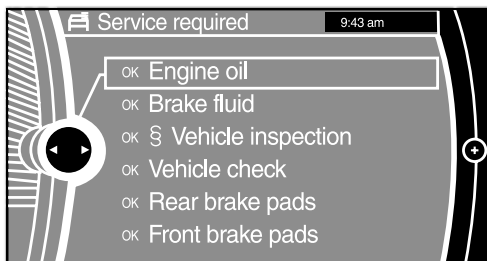 Service required 9:43 am
OK Engine oil
OK Brake fluid
OK § Vehicle inspection
OK Vehicle check
OK Rear brake pads
OK Front brake pads